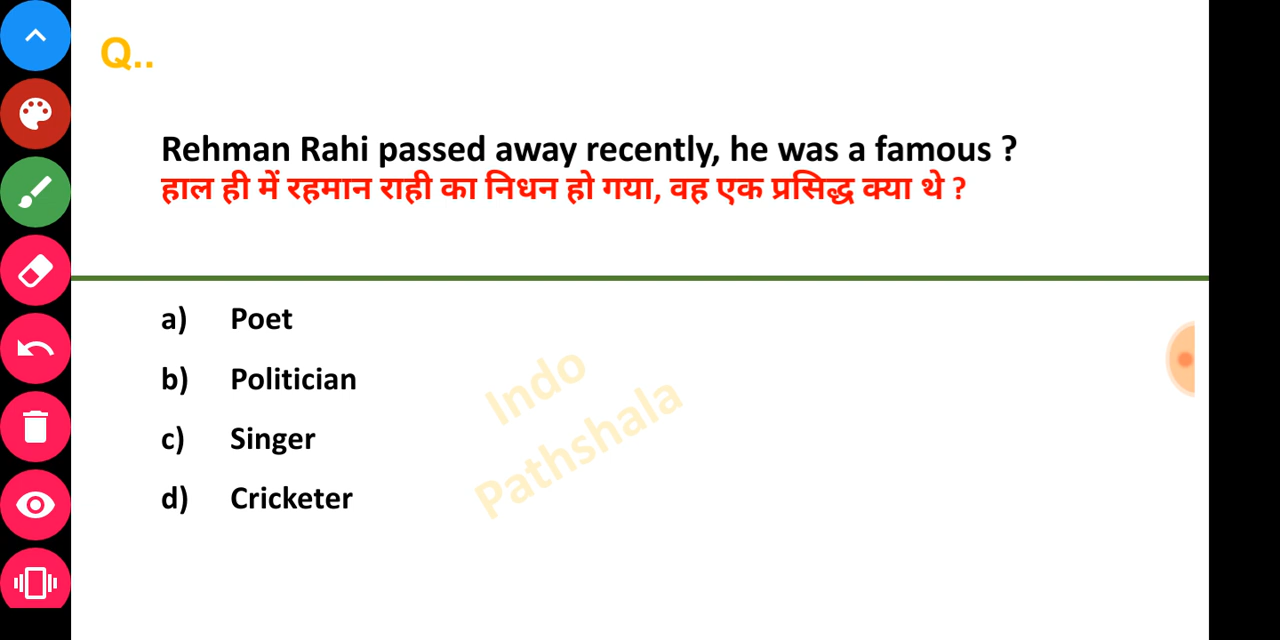 Q..
Rehman Rahi passed away recently, he was a famous ?
हाल ही में रहमान राही का निधन हो गया, वह एक प्रसिद्ध क्या थे ?
a) Poet
b) Politician
c) Singer
d) Cricketer
Indo
Pathshala